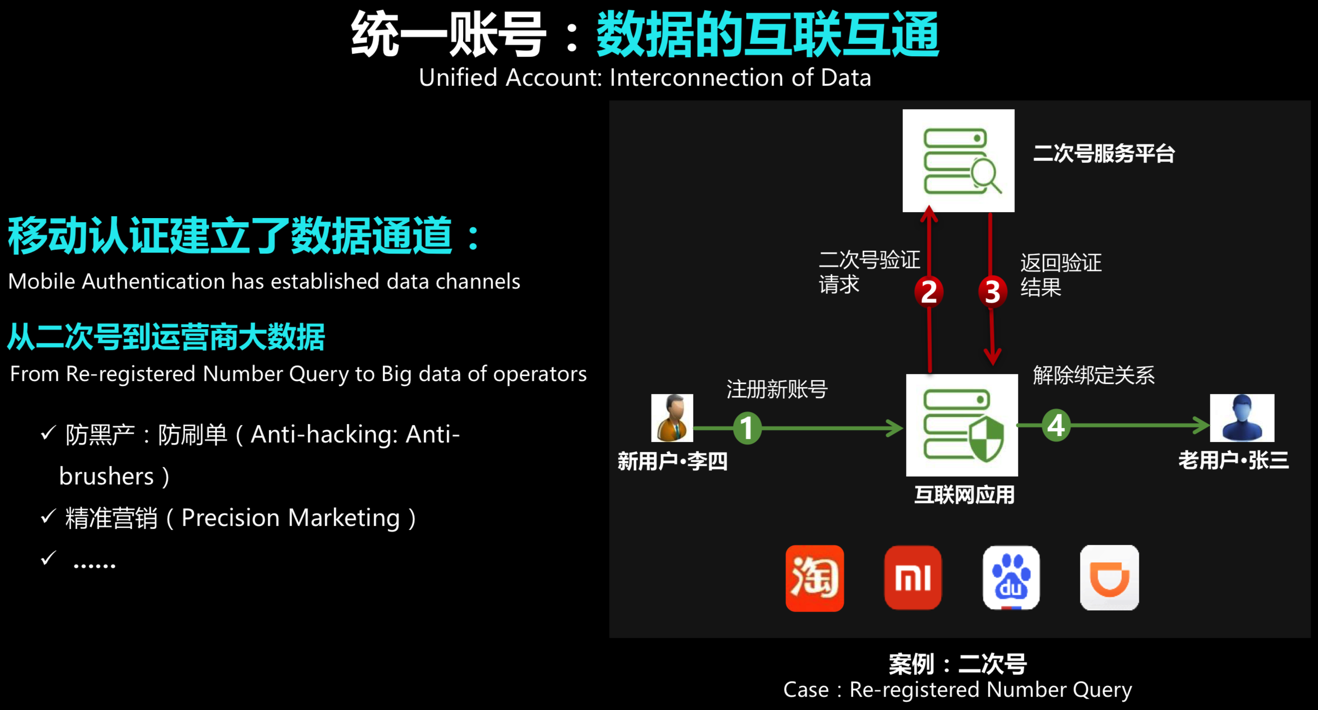 统一账号：数据的互联互通
Unified Account: Interconnection of Data
移动认证建立了数据通道：
Mobile Authentication has established data channels
从二次号到运营商大数据
From Re-registered Number Query to Big data of operators
✓ 防黑产：防刷单（Anti-hacking: Anti-
brushers）
✓ 精准营销（Precision Marketing）
✓ ......
二次号服务平台
二次号验证
请求
2
3
返回验证
结果
注册新账号
1
解除绑定关系
4
新用户·李四
互联网应用
老用户·张三
淘
mi
du
案例：二次号
Case：Re-registered Number Query